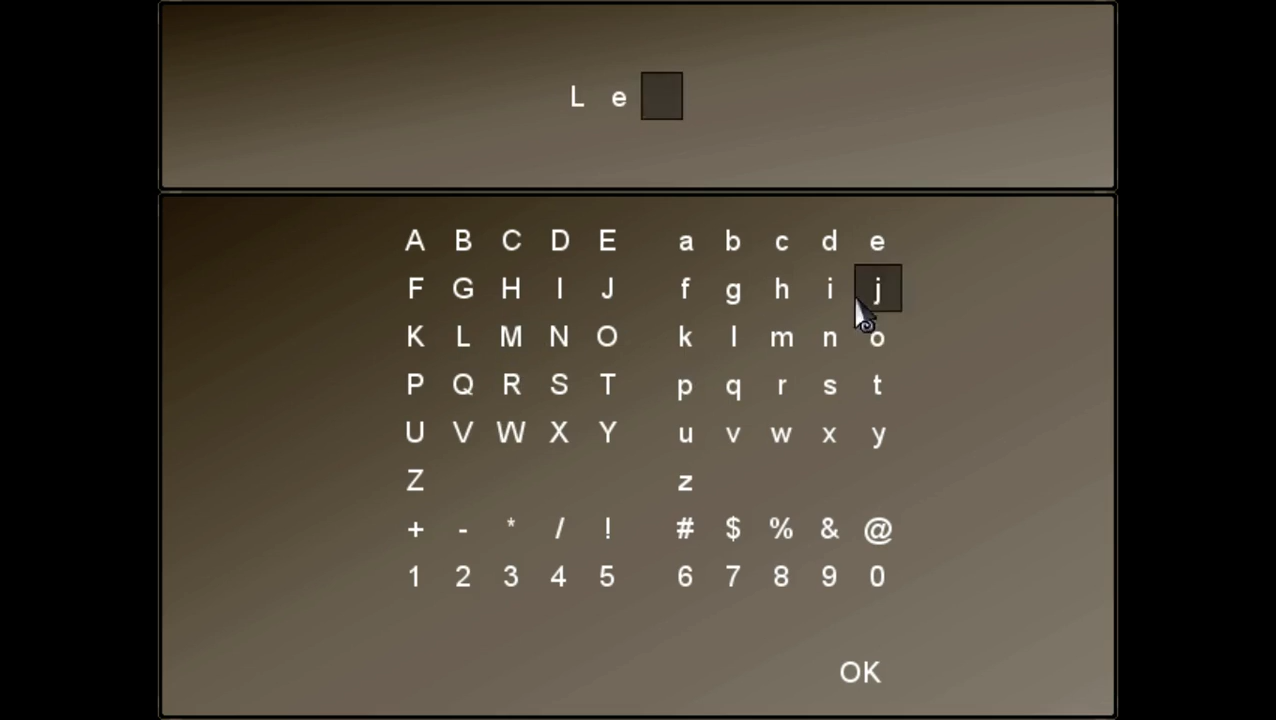 L e
A B C D E a b c d e
F G H I J f g h i j
K L M N O k l m n o
P Q R S T p q r s t
U V W X Y u v w x y
Z z
+ - * / ! # $ % & @
1 2 3 4 5 6 7 8 9 0
OK